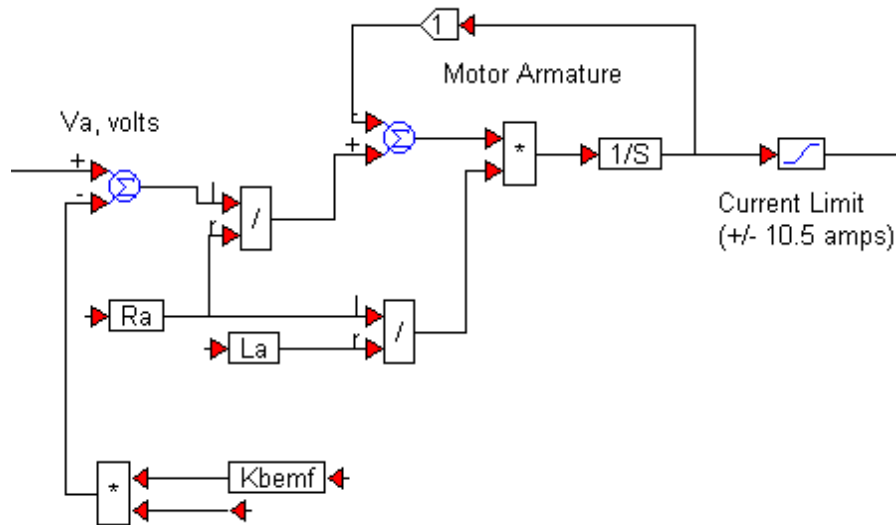 1
Motor Armature
Va, volts
-
+
Σ
+
-
Σ
*
1/S
l
r
/
Current Limit
(+/- 10.5 amps)
Ra
l
La
r
/
Kbemf
*